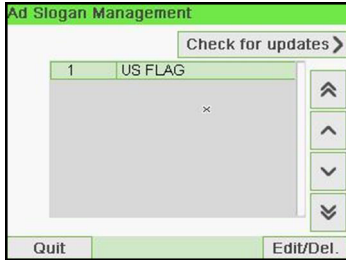 Ad Slogan Management
Check for updates
1 US FLAG
Quit Edit/Del.